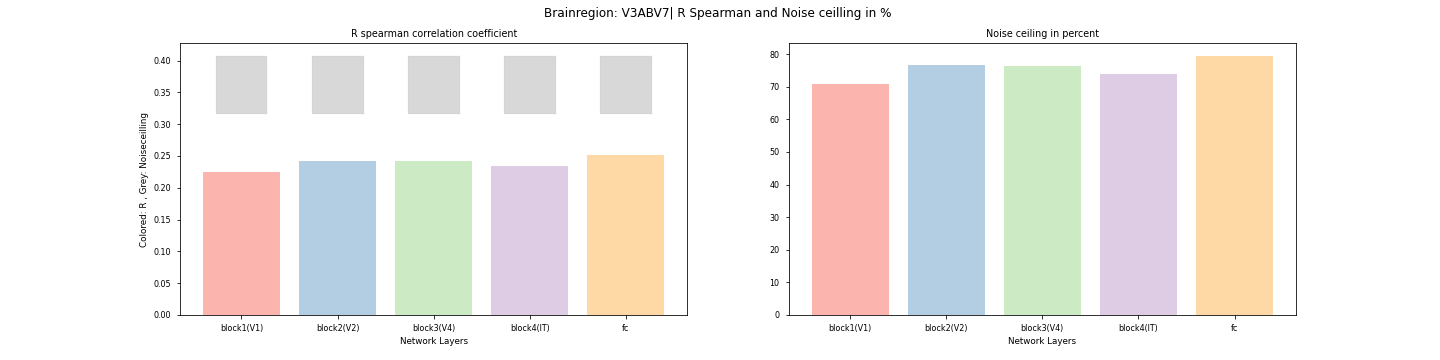 Brainregion: V3ABV7| R Spearman and Noise ceilling in %
R spearman correlation coefficient
Colored: R , Grey: Noiseceilling
0.40
0.35
0.30
0.25
0.20
0.15
0.10
0.05
0.00
block1(V1) block2(V2) block3(V4) block4(IT) fc
Network Layers
Noise ceiling in percent
80
70
60
50
40
30
20
10
0
block1(V1) block2(V2) block3(V4) block4(IT) fc
Network Layers